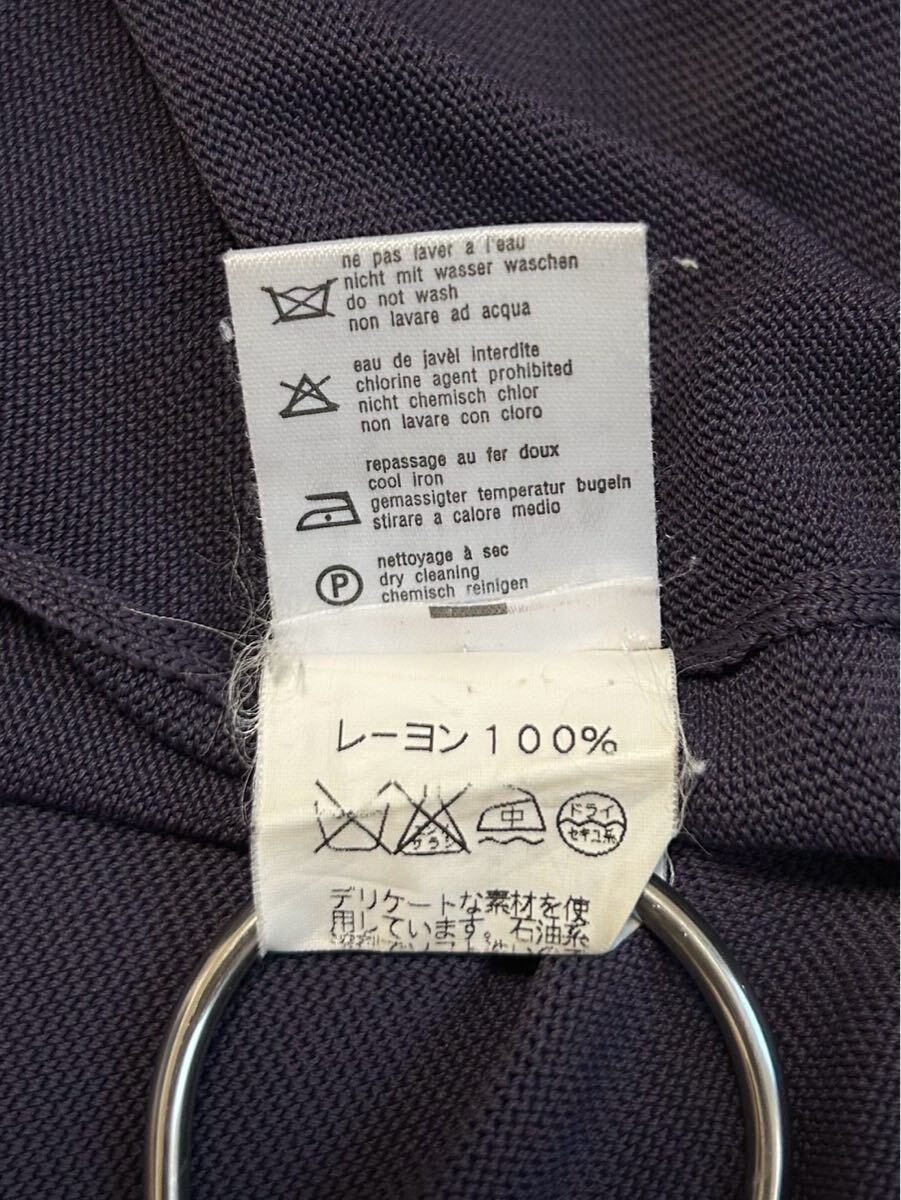 ne pas laver a l'eau
nicht mit wasser waschen
do not wash
non lavare ad acqua
eau de javèl interdite
chlorine agent prohibited
nicht chemisch chlor
non lavare con cloro
repassage au fer doux
cool iron
gemassigter temperatur bugeln
stirare a calore medio
P
nettoyage à sec
dry cleaning
chemisch reinigen
レーヨン100%
中
ドライ
セキユ系
デリケートな素材を使
用しています。石油系